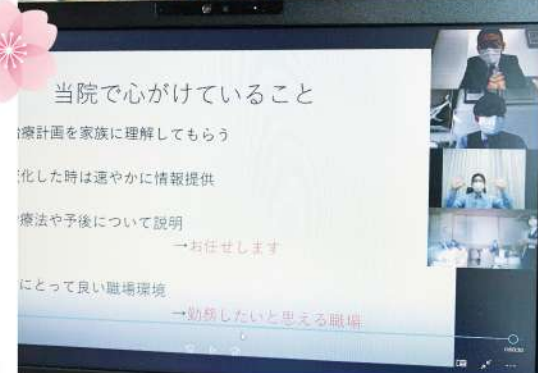 当院で心がけていること
療計画を家族に理解してもらう
化した時は速やかに情報提供
療法や予後について説明
→お任せします
にとって良い職場環境
→勤務したいと思える職場